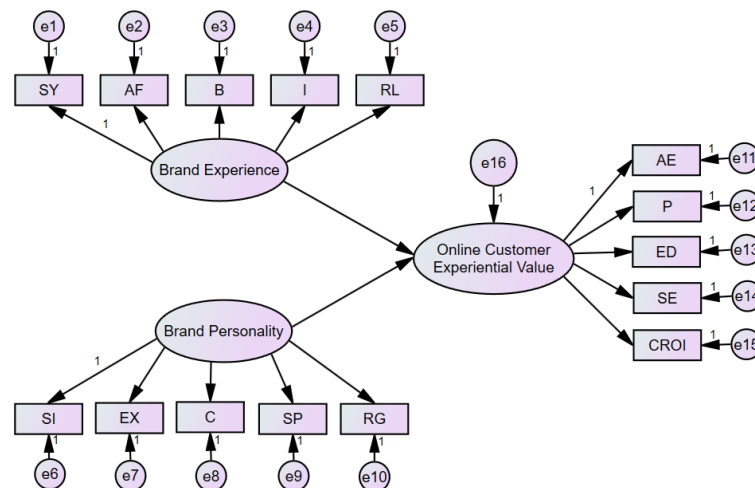 e1 e2 e3 e4 e5
1 1 1 1 1
SY AF B I RL
1
Brand Experience
e16
1
AE 1 e11
1
P 1 e12
Online Customer
Experiential Value
ED 1 e13
SE 1 e14
CROI 1 e15
Brand Personality
1
SI EX C SP RG
1 1 1 1 1
e6 e7 e8 e9 e10